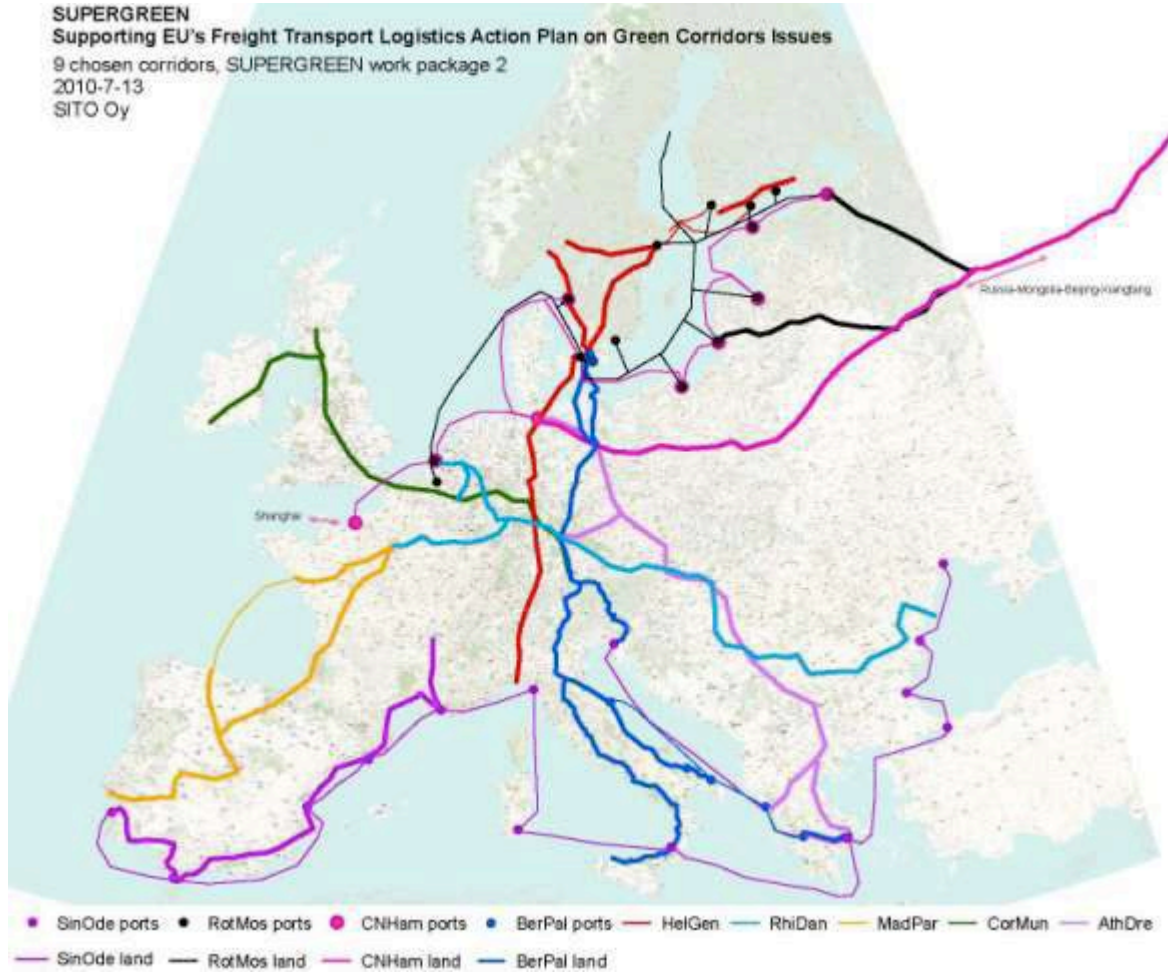 SUPERGREEN
Supporting EU's Freight Transport Logistics Action Plan on Green Corridors Issues
9 chosen corridors, SUPERGREEN work package 2
2010-7-13
SITO Oy
Russia-Mongolia-Beijing-Xiangtang
Shanghai
SinOde ports RotMos ports CNHam ports BerPal ports HelGen RhiDan MadPar CorMun AthDre
SinOde land RotMos land CNHam land BerPal land